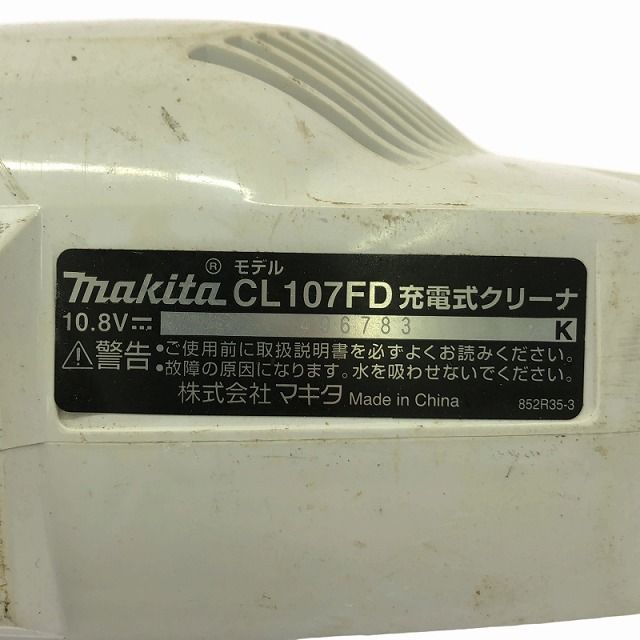 makita® モデル CL107FD 充電式クリーナ
10.8V⎓ 96783 K
⚠警告 •ご使用前に取扱説明書を必ずよくお読みください。
•故障の原因になります。水を吸わせないでください。
株式会社 マキタ Made in China 852R35-3